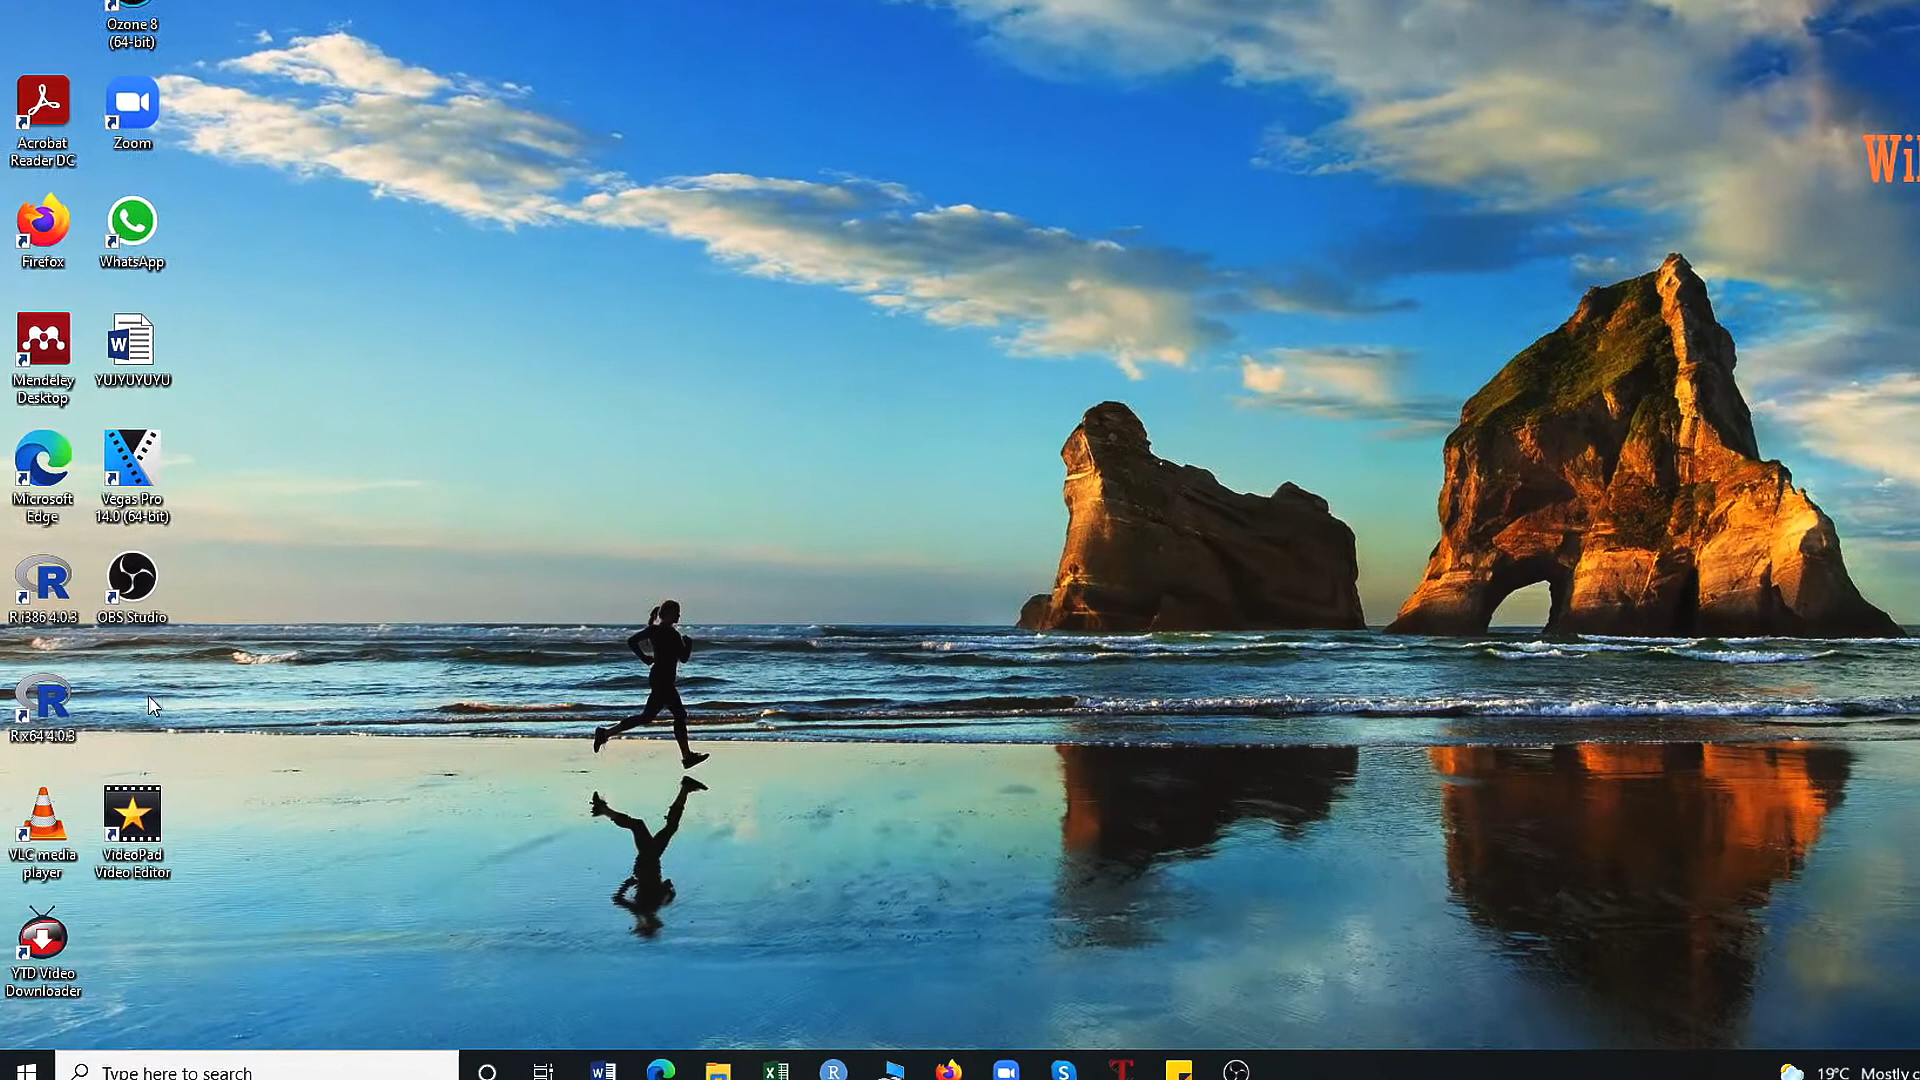 Ozone 8
(64-bit)
Acrobat
Reader DC
Zoom
Firefox
WhatsApp
Mendeley
Desktop
YUJYUYUYU
Microsoft
Edge
Vegas Pro
14.0 (64-bit)
R i386 4.0.3
OBS Studio
R x64 4.0.3
VLC media
player
VideoPad
Video Editor
YTD Video
Downloader
Type here to search
19°C Mostly c